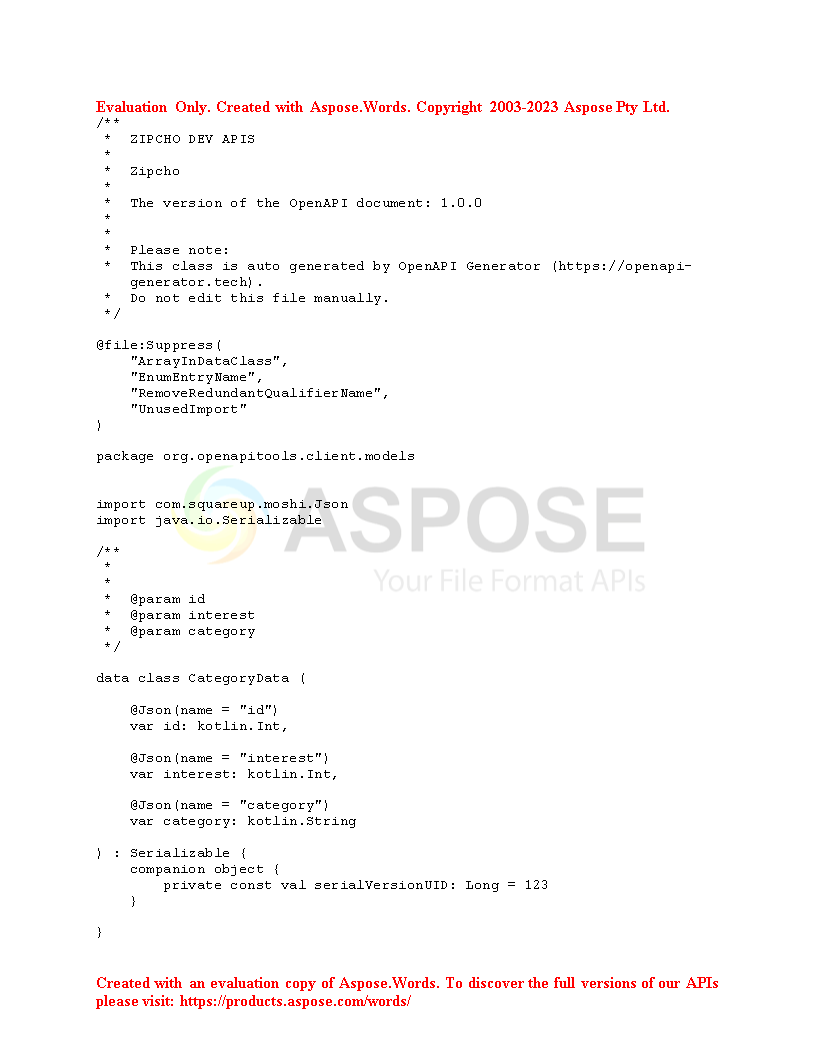 Evaluation Only. Created with Aspose.Words. Copyright 2003-2023 Aspose Pty Ltd.
/**
 *  ZIPCHO DEV APIS
 *
 *  Zipcho
 *
 *  The version of the OpenAPI document: 1.0.0
 *
 *
 *  Please note:
 *  This class is auto generated by OpenAPI Generator (https://openapi-
    generator.tech).
 *  Do not edit this file manually.
 */

@file:Suppress(
    "ArrayInDataClass",
    "EnumEntryName",
    "RemoveRedundantQualifierName",
    "UnusedImport"
)

package org.openapitools.client.models

import com.squareup.moshi.Json
import java.io.Serializable
ASPOSE
Your File Format APIs

/**
 *
 *
 *  @param id
 *  @param interest
 *  @param category
 */

data class CategoryData (

    @Json(name = "id")
    var id: kotlin.Int,

    @Json(name = "interest")
    var interest: kotlin.Int,

    @Json(name = "category")
    var category: kotlin.String

) : Serializable {
    companion object {
        private const val serialVersionUID: Long = 123
    }

}

Created with an evaluation copy of Aspose.Words. To discover the full versions of our APIs
please visit: https://products.aspose.com/words/